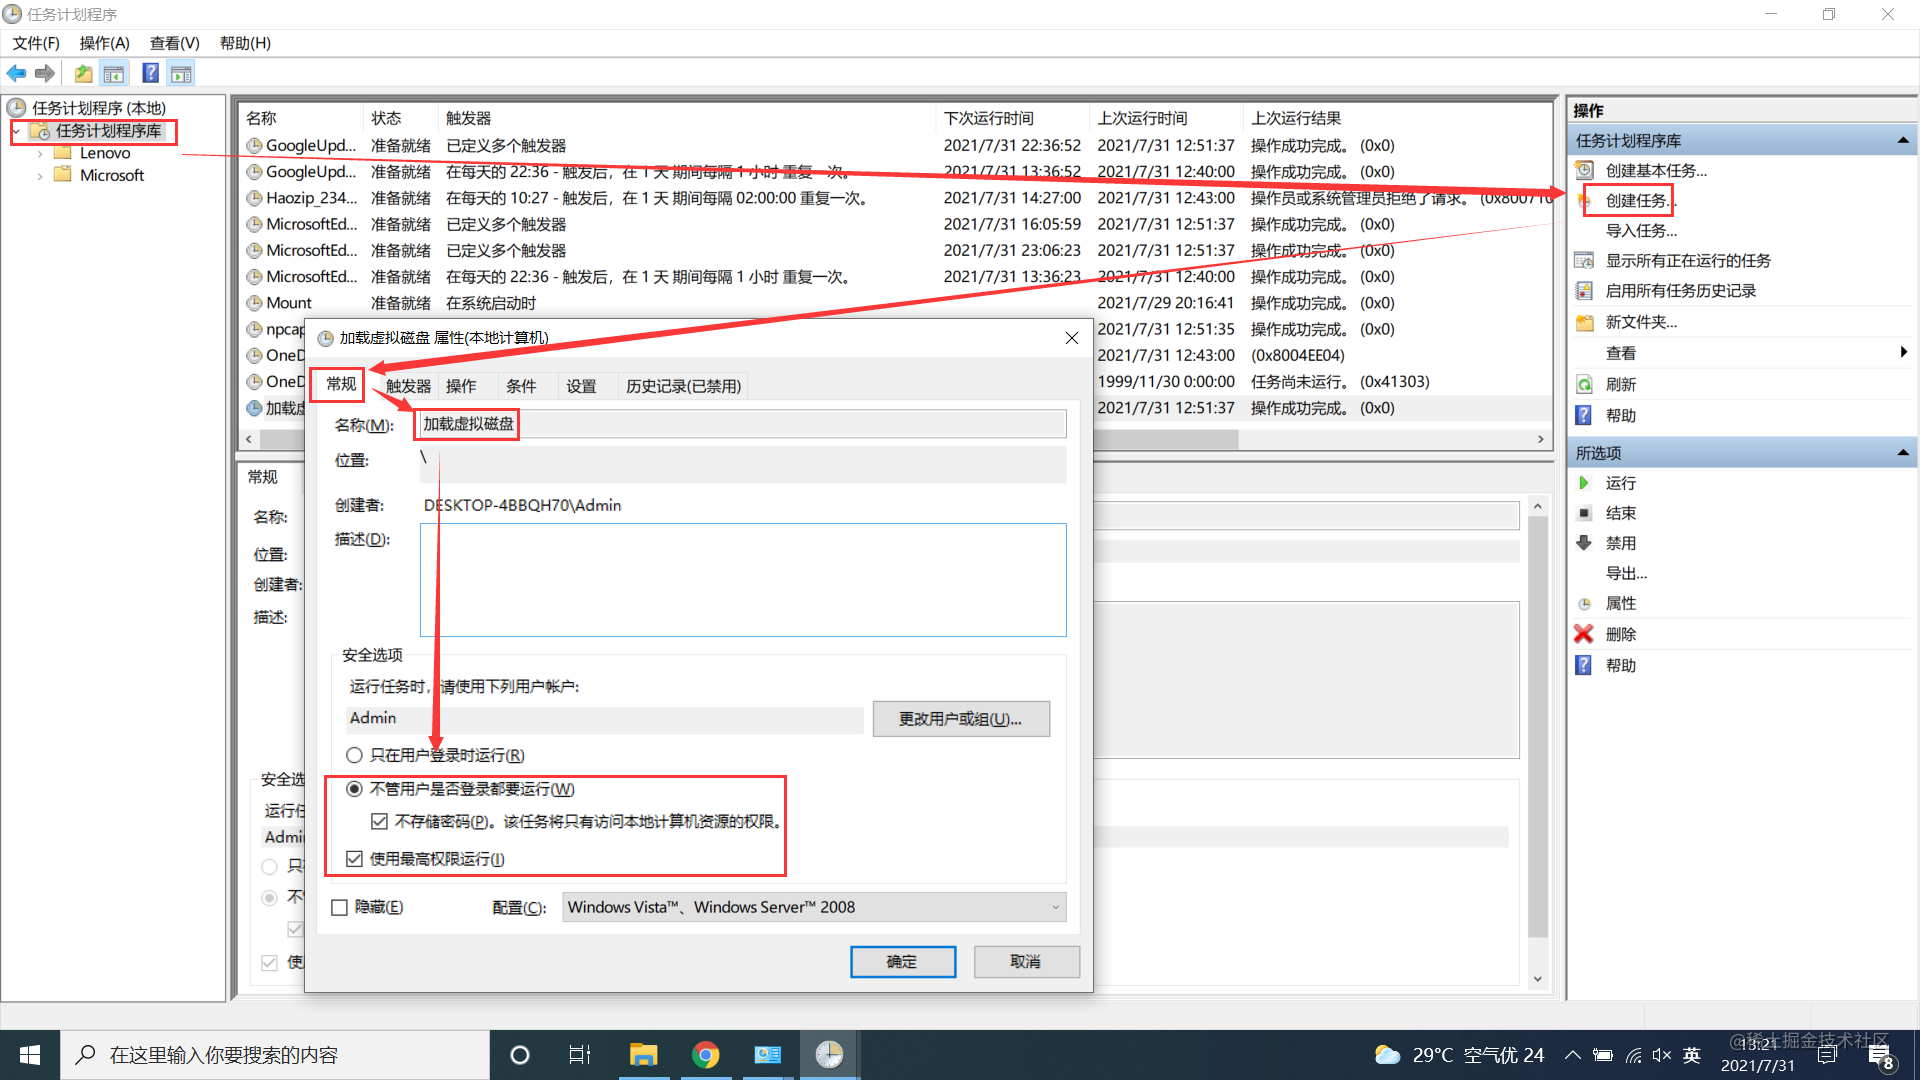 任务计划程序
文件(F) 操作(A) 查看(V) 帮助(H)
任务计划程序 (本地)
任务计划程序库
Lenovo
Microsoft
名称 状态 触发器 下次运行时间 上次运行时间 上次运行结果
GoogleUpd... 准备就绪 已定义多个触发器 2021/7/31 22:36:52 2021/7/31 12:51:37 操作成功完成。 (0x0)
GoogleUpd... 准备就绪 在每天的 22:36 - 触发后，在 1 天 期间每隔 1 小时 重复一次。 2021/7/31 13:36:52 2021/7/31 12:40:00 操作成功完成。 (0x0)
Haozip_234... 准备就绪 在每天的 10:27 - 触发后，在 1 天 期间每隔 02:00:00 重复一次。 2021/7/31 14:27:00 2021/7/31 12:43:00 操作员或系统管理员拒绝了请求。 (0x800710
MicrosoftEd... 准备就绪 已定义多个触发器 2021/7/31 16:05:59 2021/7/31 12:51:37 操作成功完成。 (0x0)
MicrosoftEd... 准备就绪 已定义多个触发器 2021/7/31 23:06:23 2021/7/31 12:51:37 操作成功完成。 (0x0)
MicrosoftEd... 准备就绪 在每天的 22:36 - 触发后，在 1 天 期间每隔 1 小时 重复一次。 2021/7/31 13:36:23 2021/7/31 12:40:00 操作成功完成。 (0x0)
Mount 准备就绪 在系统启动时 2021/7/29 20:16:41 操作成功完成。 (0x0)
npcap 2021/7/31 12:51:35 操作成功完成。 (0x0)
OneD 2021/7/31 12:43:00 (0x8004EE04)
OneD 1999/11/30 0:00:00 任务尚未运行。 (0x41303)
加载虚 2021/7/31 12:51:37 操作成功完成。 (0x0)
常规
名称:
位置:
创建者:
描述:
安全选
运行任
Admin
只
不
使
加载虚拟磁盘 属性(本地计算机)
常规 触发器 操作 条件 设置 历史记录(已禁用)
名称(M): 加载虚拟磁盘
位置: \
创建者: DESKTOP-4BBQH70\Admin
描述(D):
安全选项
运行任务时，请使用下列用户帐户:
Admin 更改用户或组(U)...
只在用户登录时运行(R)
不管用户是否登录都要运行(W)
不存储密码(P)。该任务将只有访问本地计算机资源的权限。
使用最高权限运行(I)
隐藏(E) 配置(C): Windows Vista™、Windows Server™ 2008
确定 取消
操作
任务计划程序库
创建基本任务...
创建任务...
导入任务...
显示所有正在运行的任务
启用所有任务历史记录
新文件夹...
查看
刷新
帮助
所选项
运行
结束
禁用
导出...
属性
删除
帮助
在这里输入你要搜索的内容
29°C 空气优 24 英 13:21
2021/7/31 8
@稀土掘金技术社区